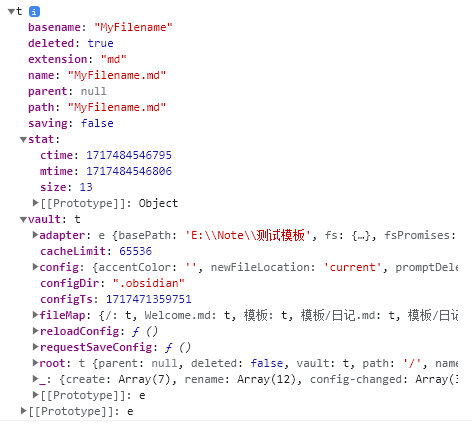 t i
basename: "MyFilename"
deleted: true
extension: "md"
name: "MyFilename.md"
parent: null
path: "MyFilename.md"
saving: false
stat:
ctime: 1717484546795
mtime: 1717484546806
size: 13
[[Prototype]]: Object
vault: t
adapter: e {basePath: 'E:\\Note\\测试模板', fs: {…}, fsPromises:
cacheLimit: 65536
config: {accentColor: '', newFileLocation: 'current', promptDele
configDir: ".obsidian"
configTs: 1717471359751
fileMap: {/: t, Welcome.md: t, 模板: t, 模板/日记.md: t, 模板/日记
reloadConfig: ƒ ()
requestSaveConfig: ƒ ()
root: t {parent: null, deleted: false, vault: t, path: '/', name
_: {create: Array(7), rename: Array(12), config-changed: Array(3
[[Prototype]]: e
[[Prototype]]: e